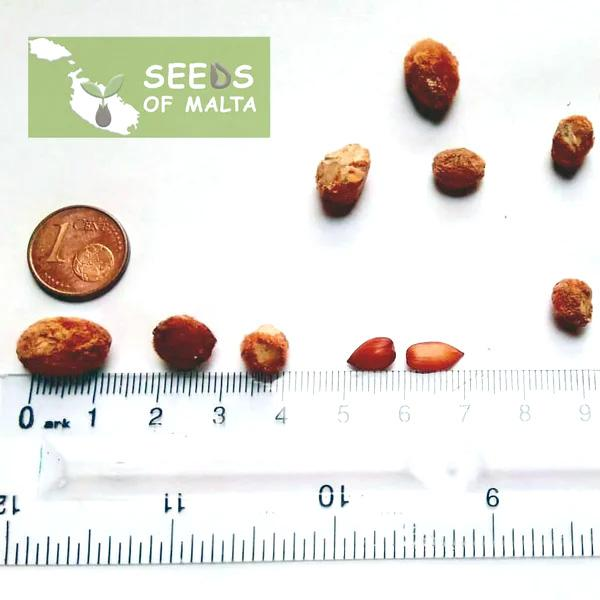 SEEDS
OF MALTA
1 CENT
0 ark 1 2 3 4 5 6 7 8 9
12 11 10 9